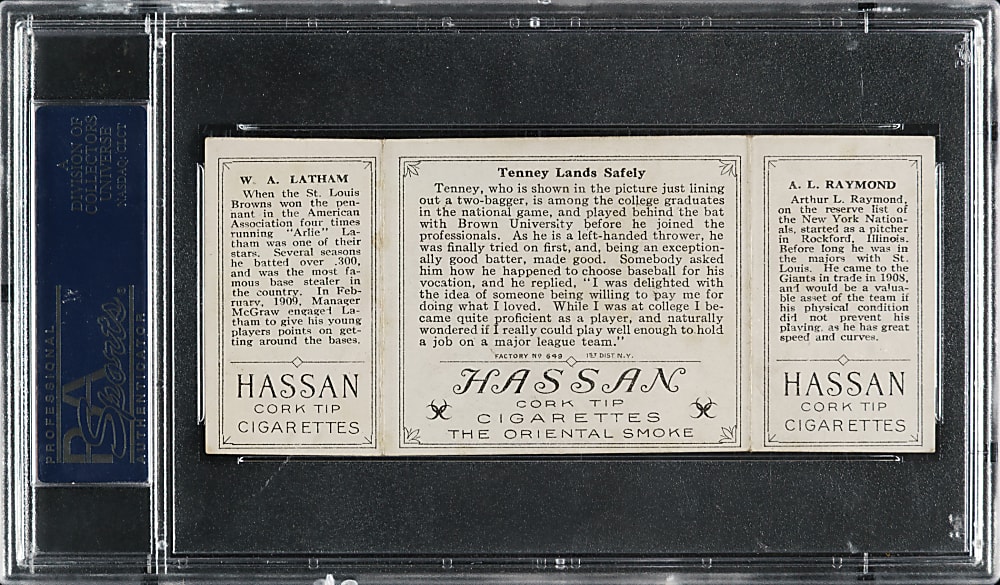 A
DIVISION OF
COLLECTORS
UNIVERSE
NASDAQ: CLCT
PROFESSIONAL
PSA
Sports
AUTHENTICATOR
W. A. LATHAM
When the St. Louis
Browns won the pen-
nant in the American
Association four times
running "Arlie" La-
tham was one of their
stars. Several seasons
he batted over .300,
and was the most fa-
mous base stealer in
the country. In Feb-
ruary, 1909, Manager
McGraw engaged La-
tham to give his young
players points on get-
ting around the bases.
HASSAN
CORK TIP
CIGARETTES
Tenney Lands Safely
Tenney, who is shown in the picture just lining
out a two-bagger, is among the college graduates
in the national game, and played behind the bat
with Brown University before he joined the
professionals. As he is a left-handed thrower, he
was finally tried on first, and, being an exception-
ally good batter, made good. Somebody asked
him how he happened to choose baseball for his
vocation, and he replied, "I was delighted with
the idea of someone being willing to pay me for
doing what I loved. While I was at college I be-
came quite proficient as a player, and naturally
wondered if I really could play well enough to hold
a job on a major league team."
FACTORY Nº 649 1ST DIST. N.Y.
HASSAN
CORK TIP
CIGARETTES
THE ORIENTAL SMOKE
A. L. RAYMOND
Arthur L. Raymond,
on the reserve list of
the New York Nation-
als, started as a pitcher
in Rockford, Illinois.
Before long he was in
the majors with St.
Louis. He came to the
Giants in trade in 1908,
and would be a valua-
ble asset of the team if
his physical condition
did not prevent his
playing, as he has great
speed and curves.
HASSAN
CORK TIP
CIGARETTES